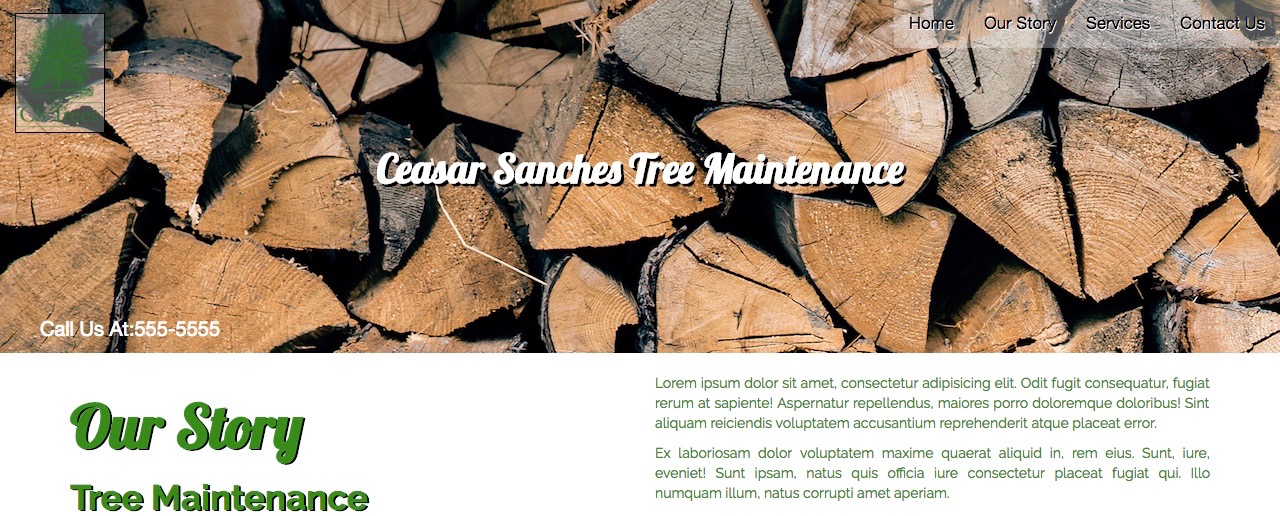 Home Our Story Services Contact Us
Ceasar Sanches Tree Maintenance
Call Us At:555-5555
Our Story
Tree Maintenance
Lorem ipsum dolor sit amet, consectetur adipisicing elit. Odit fugit consequatur, fugiat
rerum at sapiente! Aspernatur repellendus, maiores porro doloremque doloribus! Sint
aliquam reiciendis voluptatem accusantium reprehenderit atque placeat error.
Ex laboriosam dolor voluptatem maxime quaerat aliquid in, rem eius. Sunt, iure,
eveniet! Sunt ipsam, natus quis officia iure consectetur placeat fugiat qui. Illo
numquam illum, natus corrupti amet aperiam.